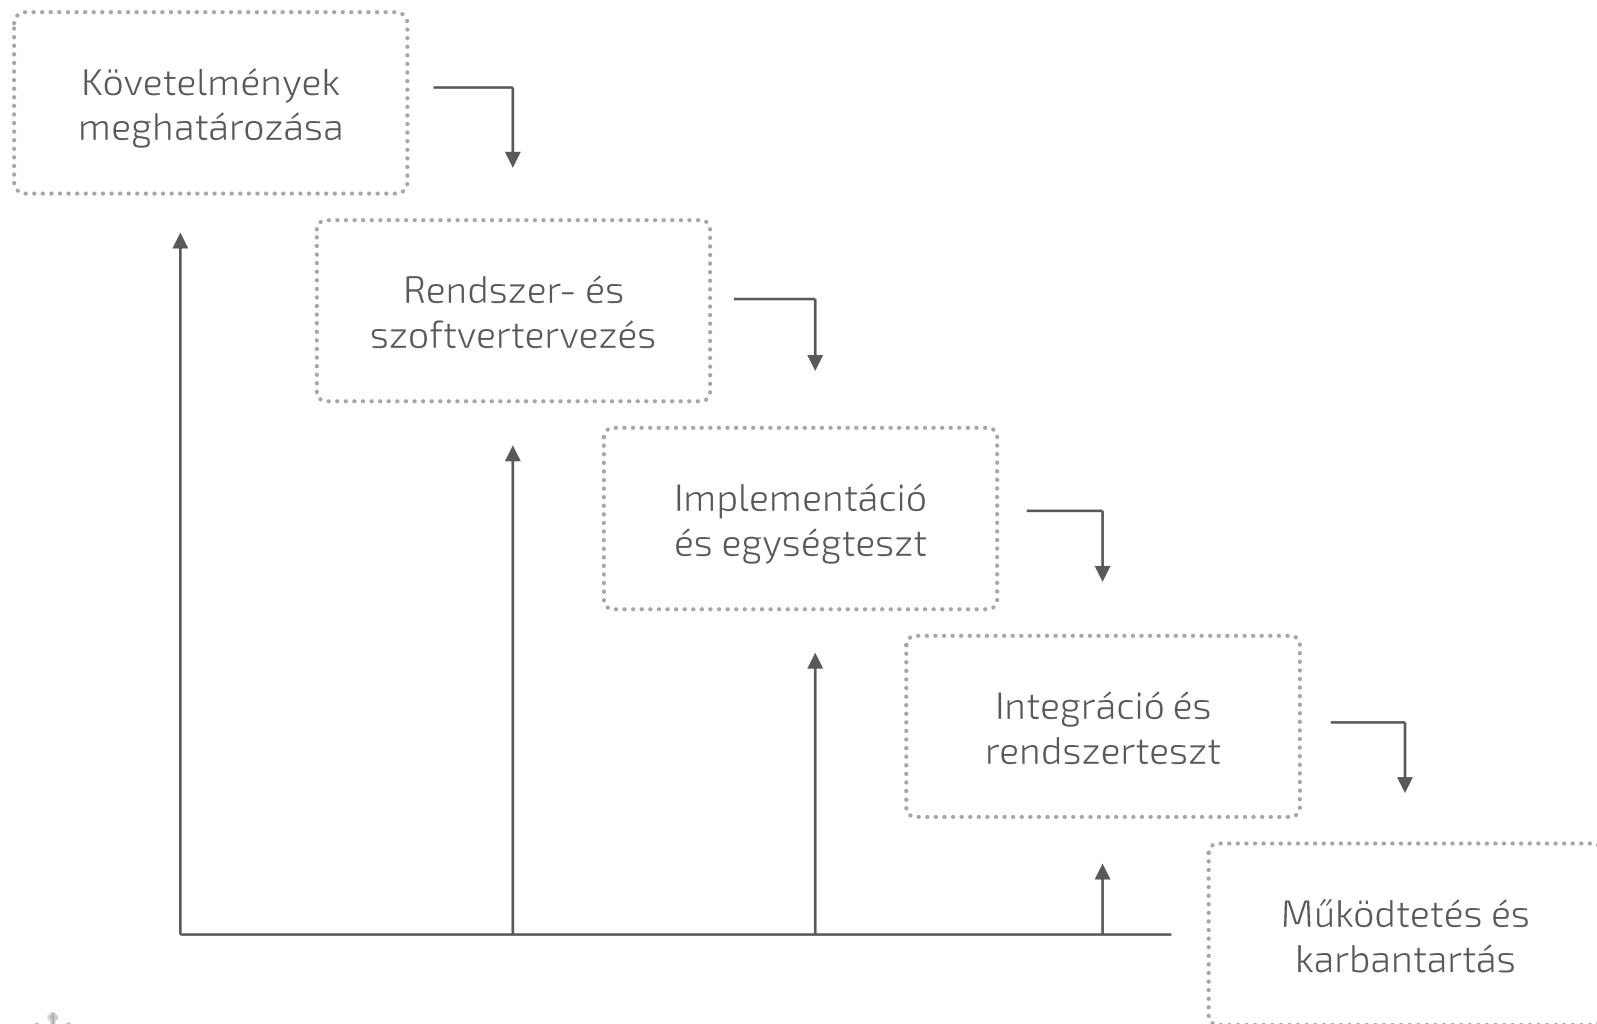 Követelmények
meghatározása
Rendszer- és
szoftvertervezés
Implementáció
és egységteszt
Integráció és
rendszerteszt
Működtetés és
karbantartás